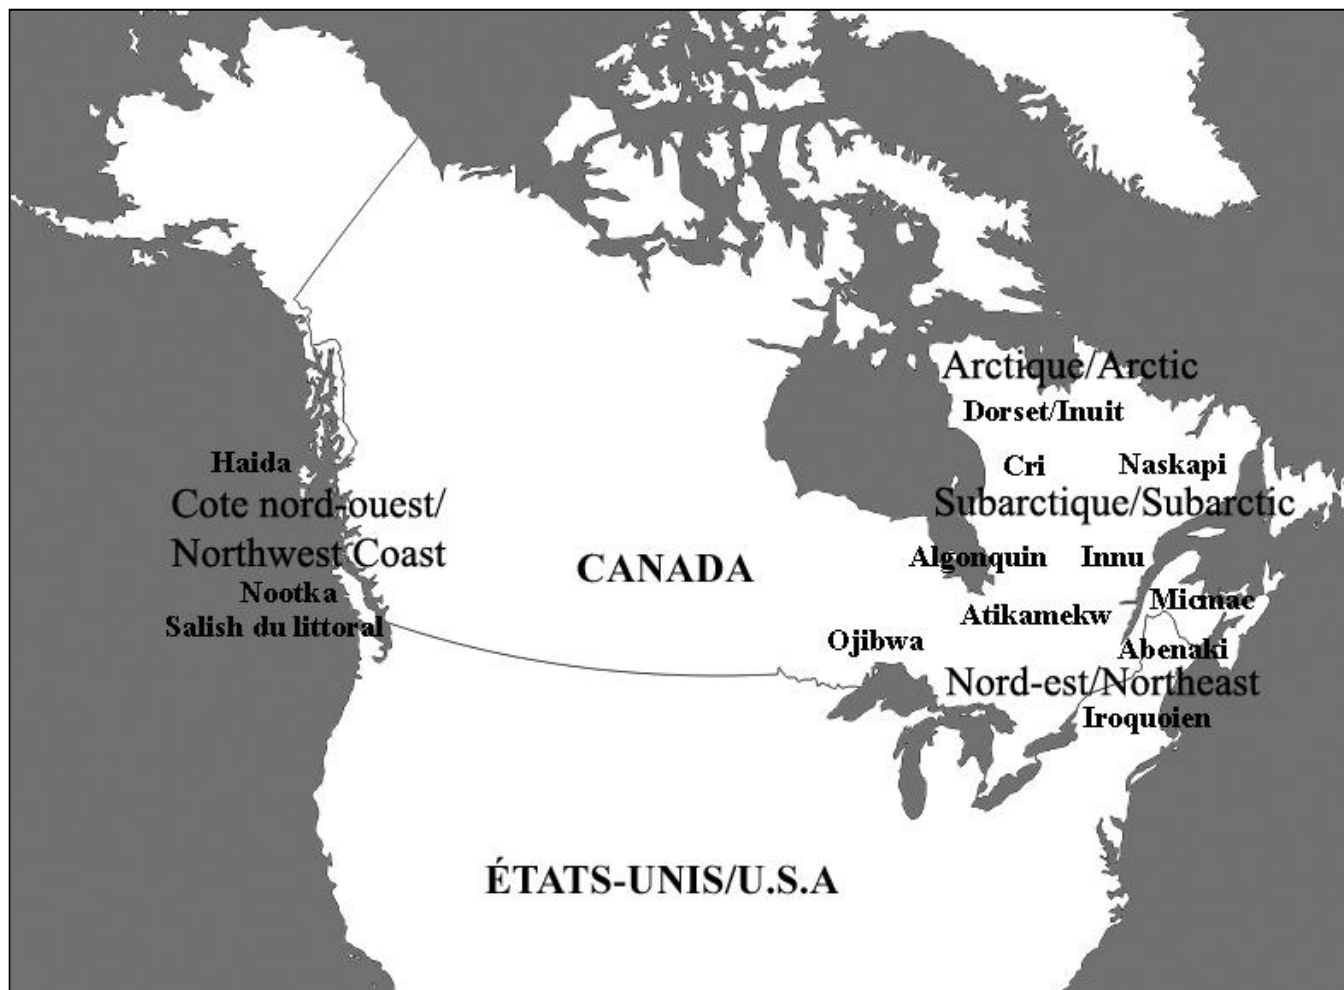 Arctique/Arctic
Dorset/Inuit
Haida
Cri
Naskapi
Cote nord-ouest/
Northwest Coast
Subarctique/Subarctic
CANADA
Algonquin
Innu
Nootka
Salish du littoral
Atikamekw
Micmac
Ojibwa
Abenaki
Nord-est/Northeast
Iroquoien
ÉTATS-UNIS/U.S.A